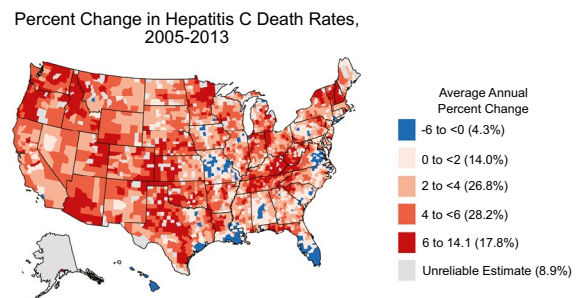 Percent Change in Hepatitis C Death Rates,
2005-2013
Average Annual
Percent Change
-6 to <0 (4.3%)
0 to <2 (14.0%)
2 to <4 (26.8%)
4 to <6 (28.2%)
6 to 14.1 (17.8%)
Unreliable Estimate (8.9%)